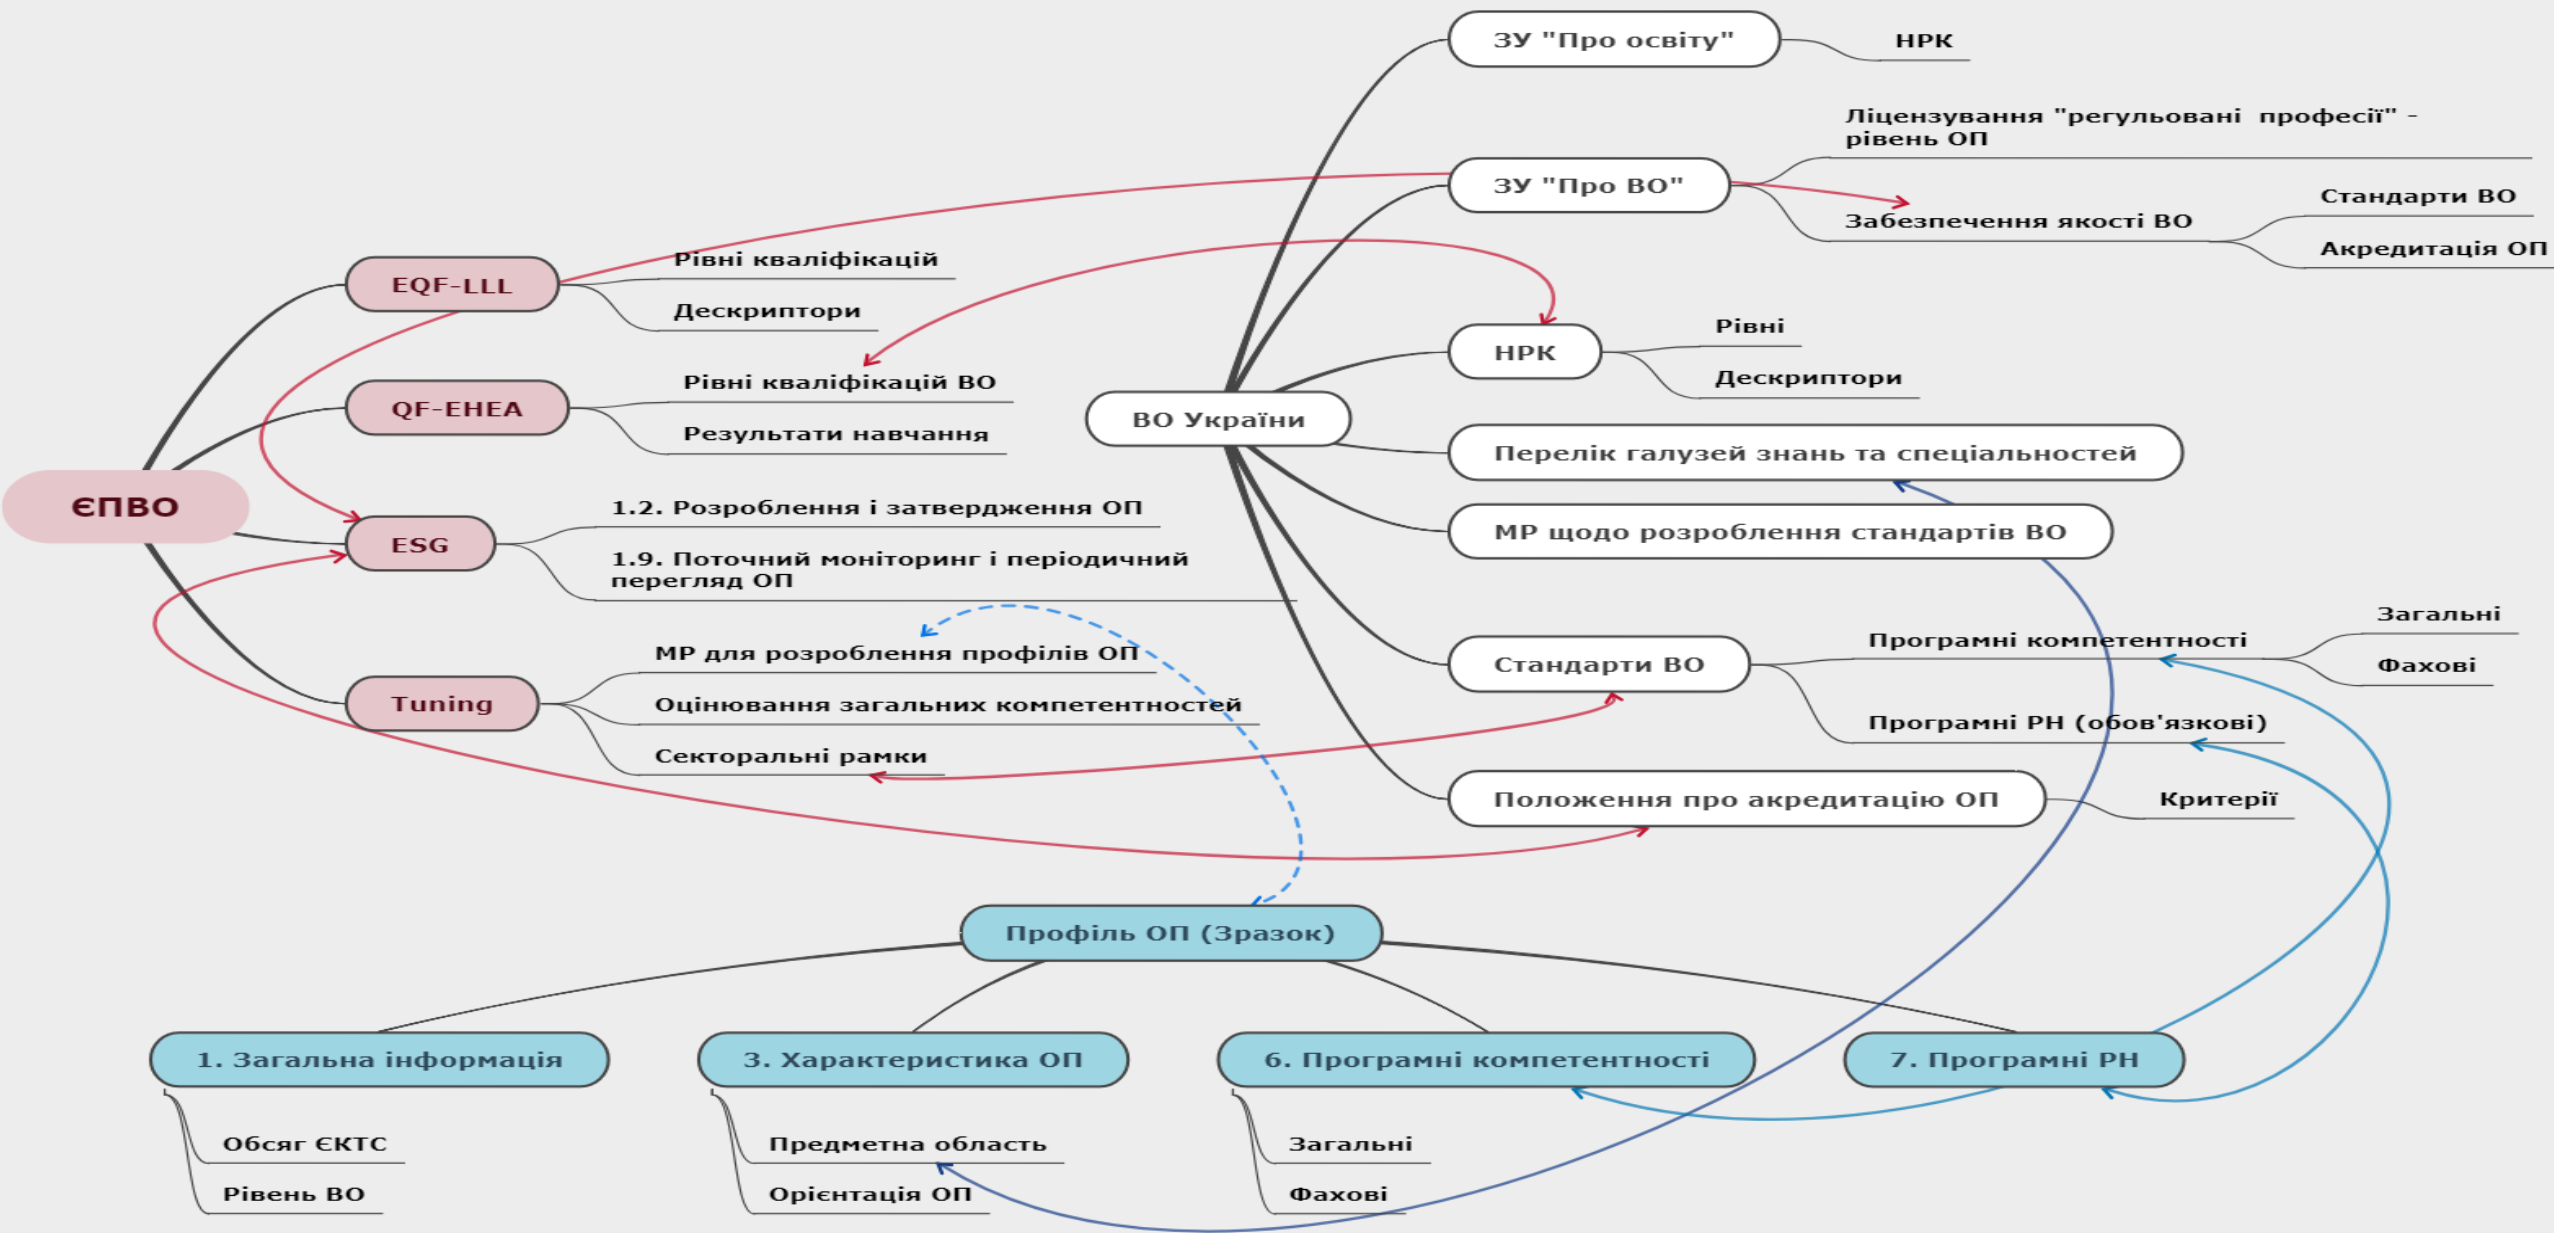 ЄПВО
EQF-LLL
Рівні кваліфікацій
Дескриптори
QF-EHEA
Рівні кваліфікацій ВО
Результати навчання
ESG
1.2. Розроблення і затвердження ОП
1.9. Поточний моніторинг і періодичний
перегляд ОП
Tuning
МР для розроблення профілів ОП
Оцінювання загальних компетентностей
Секторальні рамки
ВО України
ЗУ "Про освіту"
НРК
ЗУ "Про ВО"
Ліцензування "регульовані професії" -
рівень ОП
Забезпечення якості ВО
Стандарти ВО
Акредитація ОП
НРК
Рівні
Дескриптори
Перелік галузей знань та спеціальностей
МР щодо розроблення стандартів ВО
Стандарти ВО
Програмні компетентності
Загальні
Фахові
Програмні РН (обов'язкові)
Положення про акредитацію ОП
Критерії
Профіль ОП (Зразок)
1. Загальна інформація
Обсяг ЄКТС
Рівень ВО
3. Характеристика ОП
Предметна область
Орієнтація ОП
6. Програмні компетентності
Загальні
Фахові
7. Програмні РН